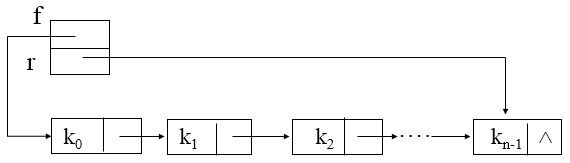 f
r
k₀ k₁ k₂ ···· kₙ₋₁ ∧